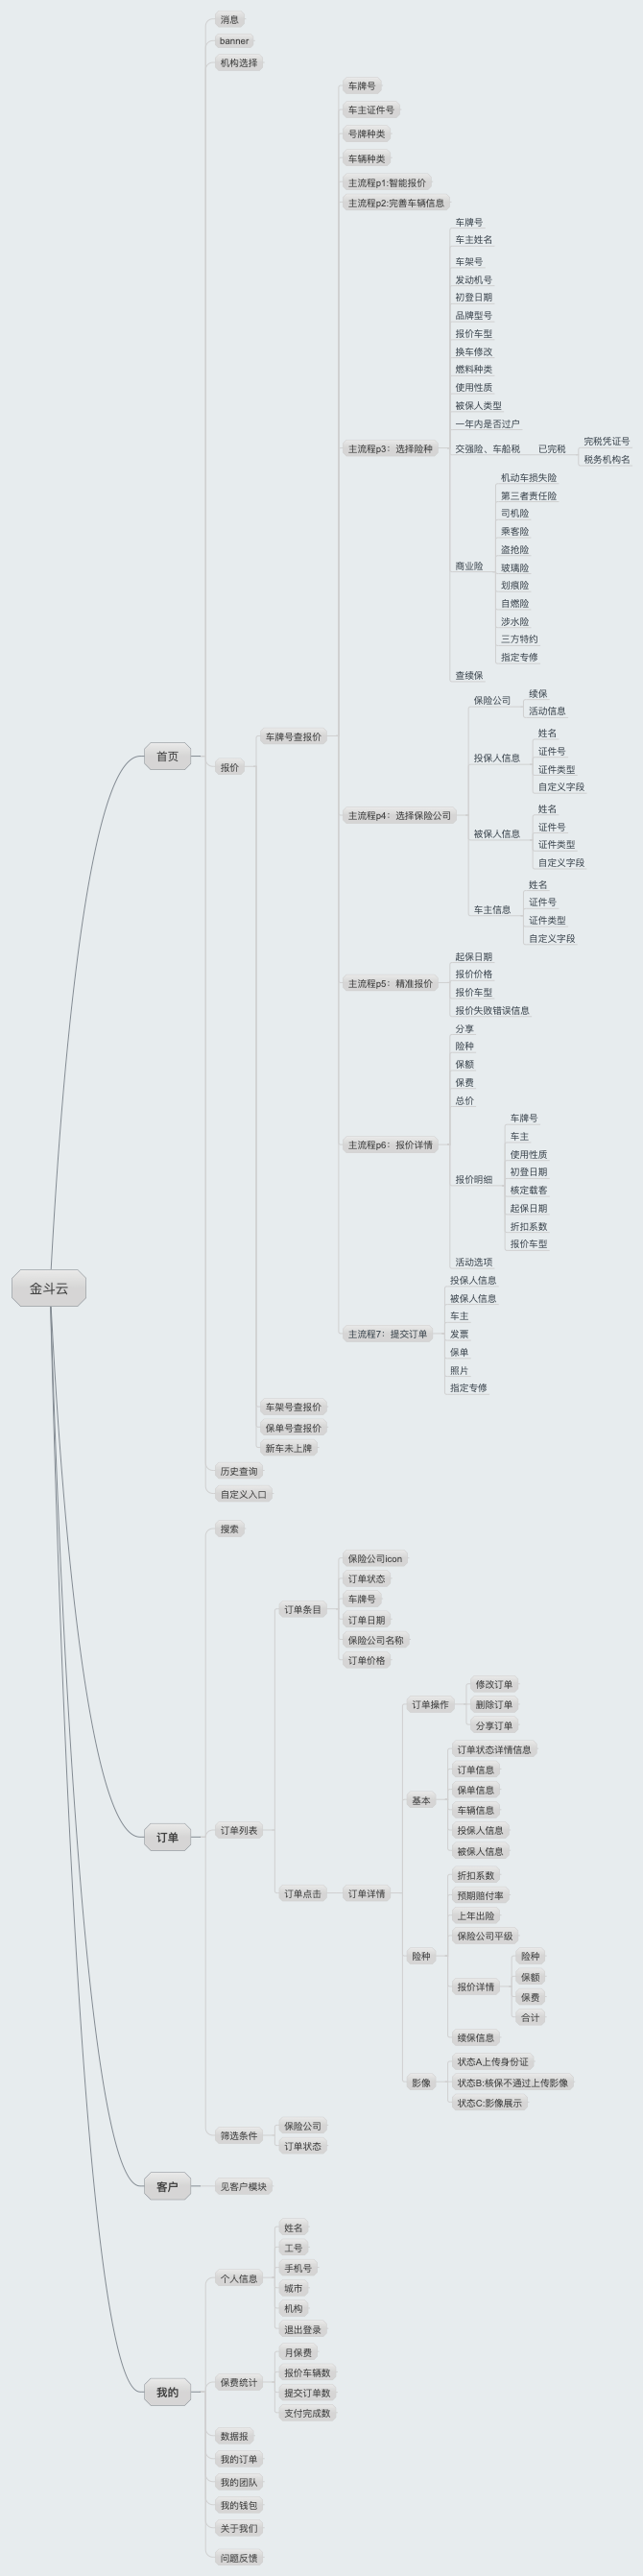 金斗云
首页
消息
banner
机构选择
报价
车牌号查报价
车牌号
车主证件号
号牌种类
车辆种类
主流程p1:智能报价
主流程p2:完善车辆信息
主流程p3：选择险种
车牌号
车主姓名
车架号
发动机号
初登日期
品牌型号
报价车型
换车修改
燃料种类
使用性质
被保人类型
一年内是否过户
交强险、车船税
已完税
完税凭证号
税务机构名
商业险
机动车损失险
第三者责任险
司机险
乘客险
盗抢险
玻璃险
划痕险
自燃险
涉水险
三方特约
指定专修
查续保
主流程p4：选择保险公司
保险公司
续保
活动信息
投保人信息
姓名
证件号
证件类型
自定义字段
被保人信息
姓名
证件号
证件类型
自定义字段
车主信息
姓名
证件号
证件类型
自定义字段
主流程p5：精准报价
起保日期
报价价格
报价车型
报价失败错误信息
主流程p6：报价详情
分享
险种
保额
保费
总价
报价明细
车牌号
车主
使用性质
初登日期
核定载客
起保日期
折扣系数
报价车型
活动选项
主流程7：提交订单
投保人信息
被保人信息
车主
发票
保单
照片
指定专修
车架号查报价
保单号查报价
新车未上牌
历史查询
自定义入口
订单
搜索
订单列表
订单条目
保险公司icon
订单状态
车牌号
订单日期
保险公司名称
订单价格
订单点击
订单详情
订单操作
修改订单
删除订单
分享订单
基本
订单状态详情信息
订单信息
保单信息
车辆信息
投保人信息
被保人信息
险种
折扣系数
预期赔付率
上年出险
保险公司平级
报价详情
险种
保额
保费
合计
续保信息
影像
状态A上传身份证
状态B:核保不通过上传影像
状态C:影像展示
筛选条件
保险公司
订单状态
客户
见客户模块
我的
个人信息
姓名
工号
手机号
城市
机构
退出登录
保费统计
月保费
报价车辆数
提交订单数
支付完成数
数据报
我的订单
我的团队
我的钱包
关于我们
问题反馈